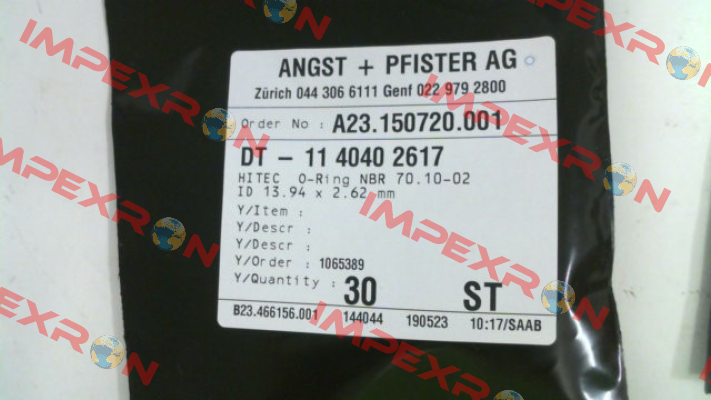 ANGST + PFISTER AG
Zürich 044 306 6111 Genf 022 979 2800
Order No : A23.150720.001
DT - 11 4040 2617
HITEC O-Ring NBR 70.10-02
ID 13.94 x 2.62 mm
Y/Item :
Y/Descr :
Y/Descr :
Y/Order : 1065389
Y/Quantity : 30 ST
B23.466156.001 144044 190523 10:17/SAAB
IMPEXRON
IMPEXRON
IMPEXRON
IMPEXRON
IMPEXRON
IMPEXRON